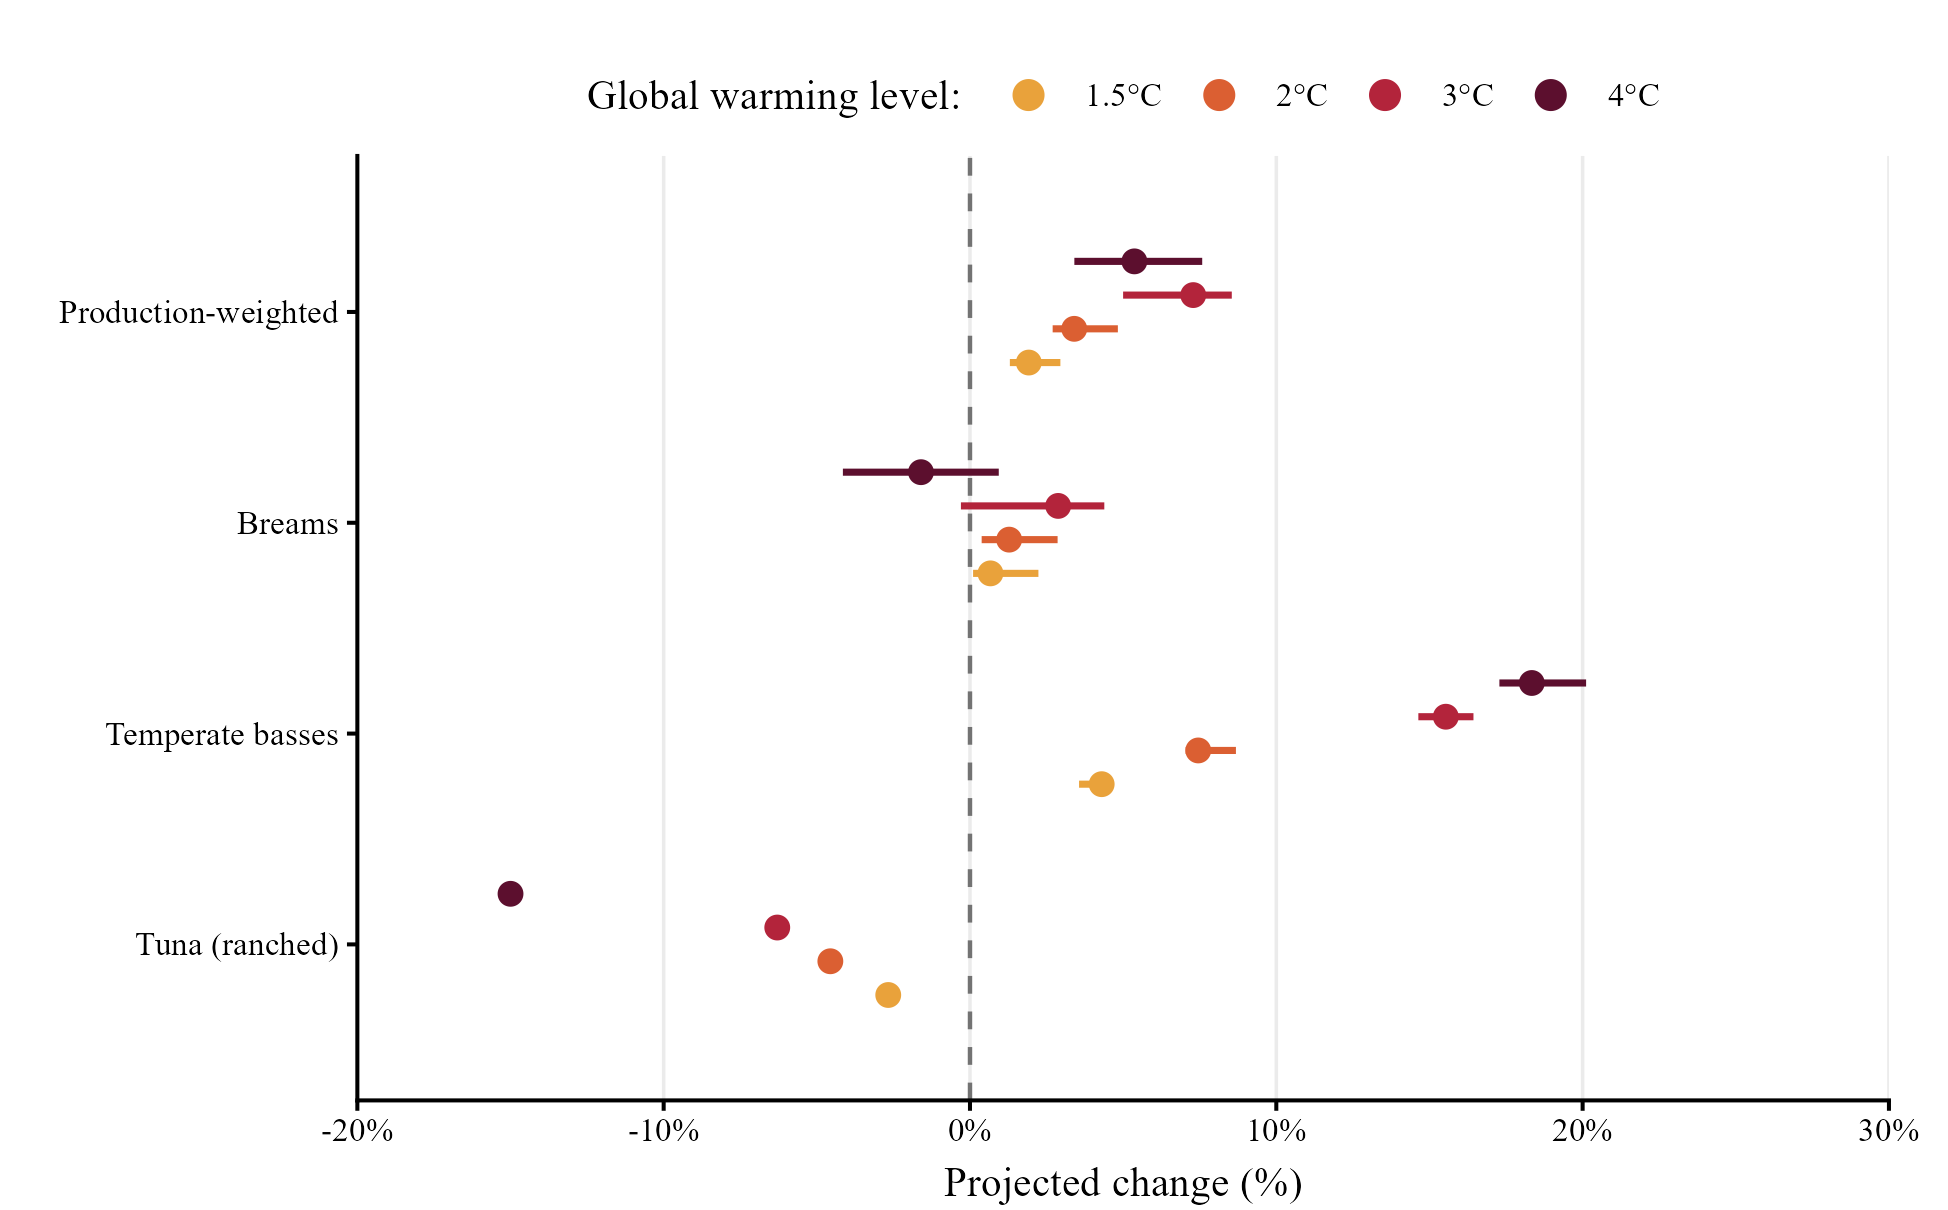 Global warming level: 1.5°C 2°C 3°C 4°C
Production-weighted
Breams
Temperate basses
Tuna (ranched)
-20% -10% 0% 10% 20% 30%
Projected change (%)